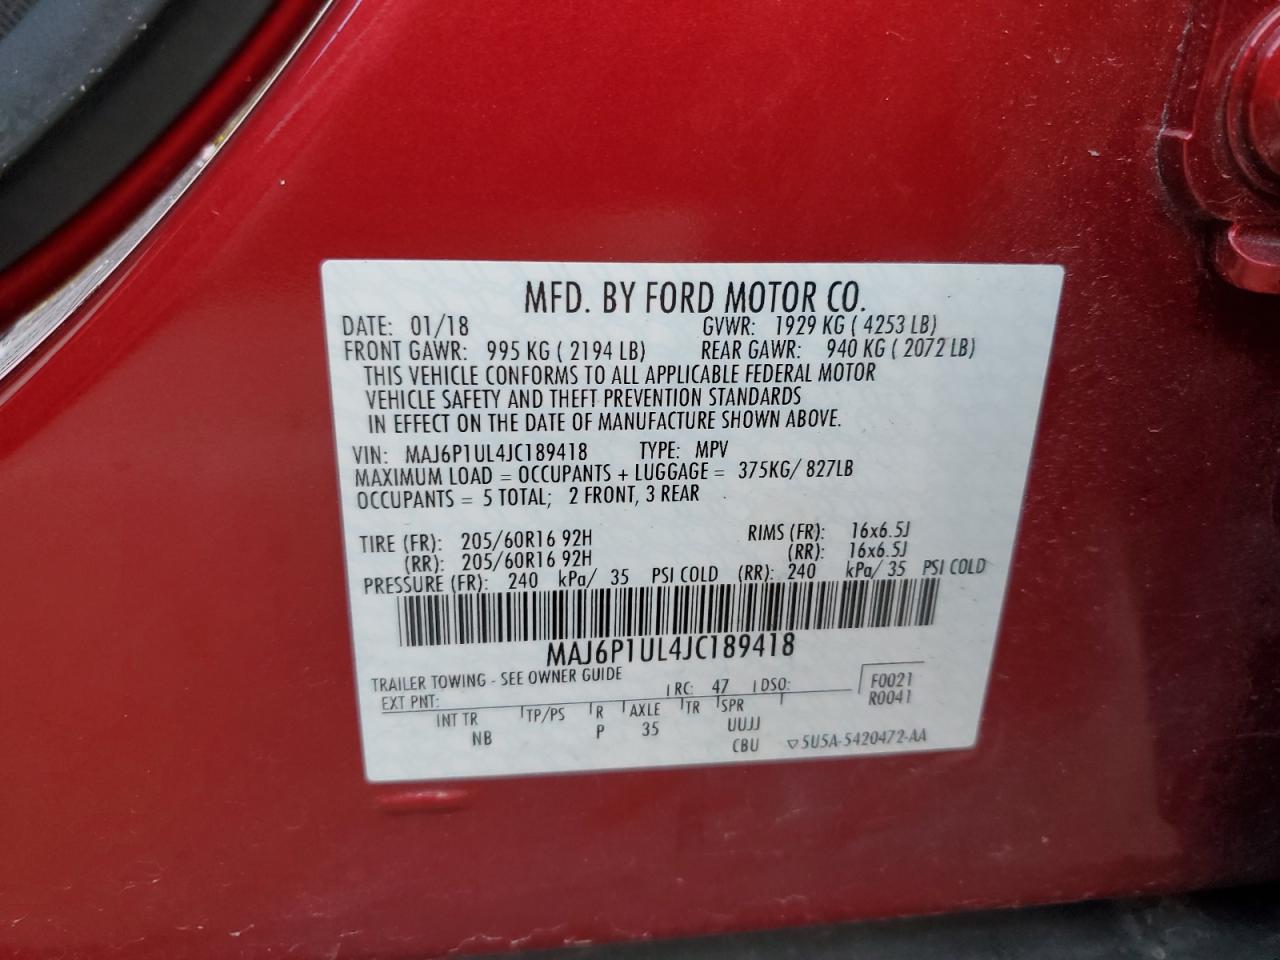 MFD. BY FORD MOTOR CO.
DATE: 01/18 GVWR: 1929 KG ( 4253 LB)
FRONT GAWR: 995 KG ( 2194 LB) REAR GAWR: 940 KG ( 2072 LB)
THIS VEHICLE CONFORMS TO ALL APPLICABLE FEDERAL MOTOR
VEHICLE SAFETY AND THEFT PREVENTION STANDARDS
IN EFFECT ON THE DATE OF MANUFACTURE SHOWN ABOVE.
VIN: MAJ6P1UL4JC189418 TYPE: MPV
MAXIMUM LOAD = OCCUPANTS + LUGGAGE = 375KG/ 827LB
OCCUPANTS = 5 TOTAL; 2 FRONT, 3 REAR
TIRE (FR): 205/60R16 92H RIMS (FR): 16x6.5J
(RR): 205/60R16 92H (RR): 16x6.5J
PRESSURE (FR): 240 kPa/ 35 PSI COLD (RR): 240 kPa/ 35 PSI COLD
MAJ6P1UL4JC189418
TRAILER TOWING - SEE OWNER GUIDE
EXT PNT: RC: 47 DSO: F0021
R0041
INT TR TP/PS R AXLE TR SPR
NB P 35 UUJJ
CBU ▽5U5A-5420472-AA